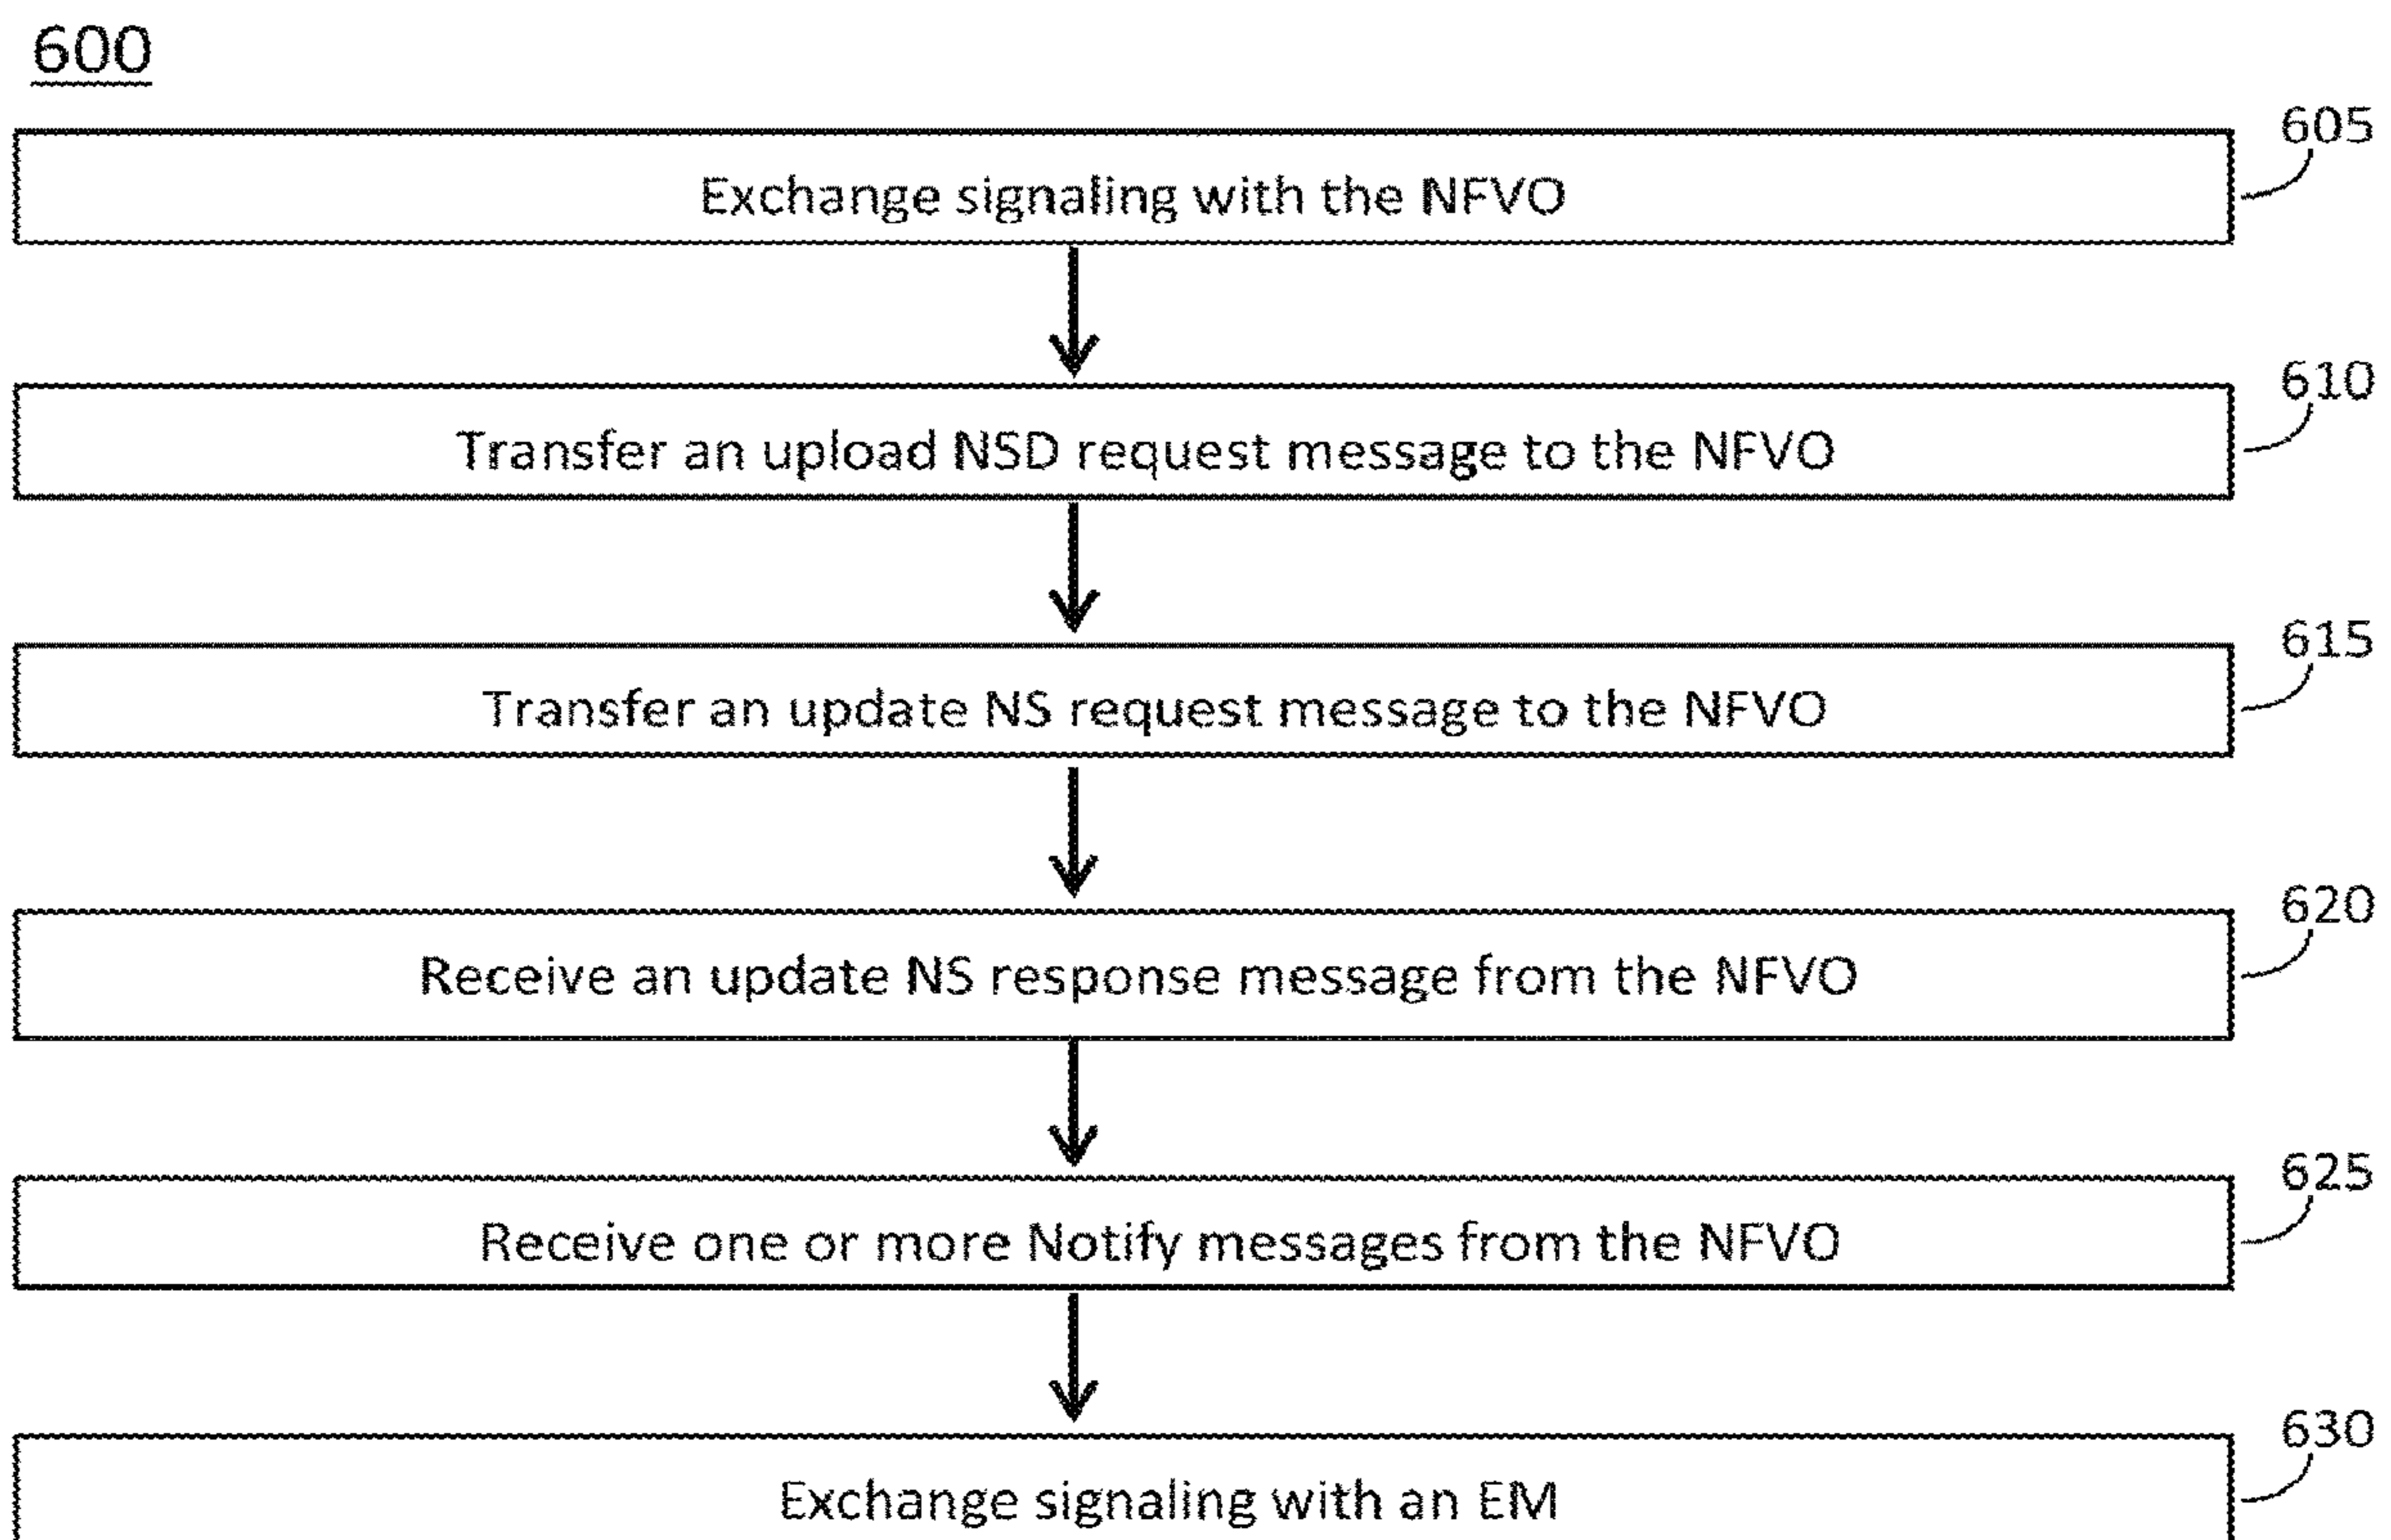 600
605
Exchange signaling with the NFVO
610
Transfer an upload NSD request message to the NFVO
615
Transfer an update NS request message to the NFVO
620
Receive an update NS response message from the NFVO
625
Receive one or more Notify messages from the NFVO
630
Exchange signaling with an EM